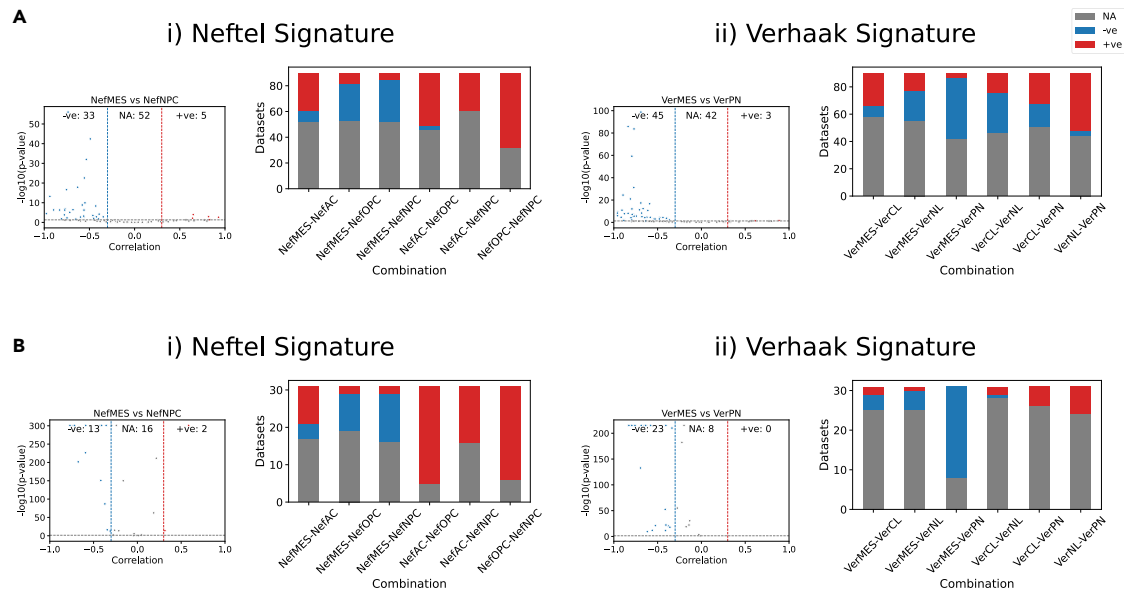 A
i) Neftel Signature
ii) Verhaak Signature
NA
-ve
+ve
NefMES vs NefNPC
-ve: 33 NA: 52 +ve: 5
-log10(p-value)
50
40
30
20
10
0
−1.0 −0.5 0.0 0.5 1.0
Correlation
Datasets
80
60
40
20
0
NefMES-NefAC
NefMES-NefOPC
NefMES-NefNPC
NefAC-NefOPC
NefAC-NefNPC
NefOPC-NefNPC
Combination
VerMES vs VerPN
-ve: 45 NA: 42 +ve: 3
-log10(p-value)
100
80
60
40
20
0
−1.0 −0.5 0.0 0.5 1.0
Correlation
Datasets
80
60
40
20
0
VerMES-VerCL
VerMES-VerNL
VerMES-VerPN
VerCL-VerNL
VerCL-VerPN
VerNL-VerPN
Combination
B
i) Neftel Signature
ii) Verhaak Signature
NefMES vs NefNPC
-ve: 13 NA: 16 +ve: 2
-log10(p-value)
300
250
200
150
100
50
0
−1.0 −0.5 0.0 0.5 1.0
Correlation
Datasets
30
20
10
0
NefMES-NefAC
NefMES-NefOPC
NefMES-NefNPC
NefAC-NefOPC
NefAC-NefNPC
NefOPC-NefNPC
Combination
VerMES vs VerPN
-ve: 23 NA: 8 +ve: 0
-log10(p-value)
200
150
100
50
0
−1.0 −0.5 0.0 0.5 1.0
Correlation
Datasets
30
20
10
0
VerMES-VerCL
VerMES-VerNL
VerMES-VerPN
VerCL-VerNL
VerCL-VerPN
VerNL-VerPN
Combination